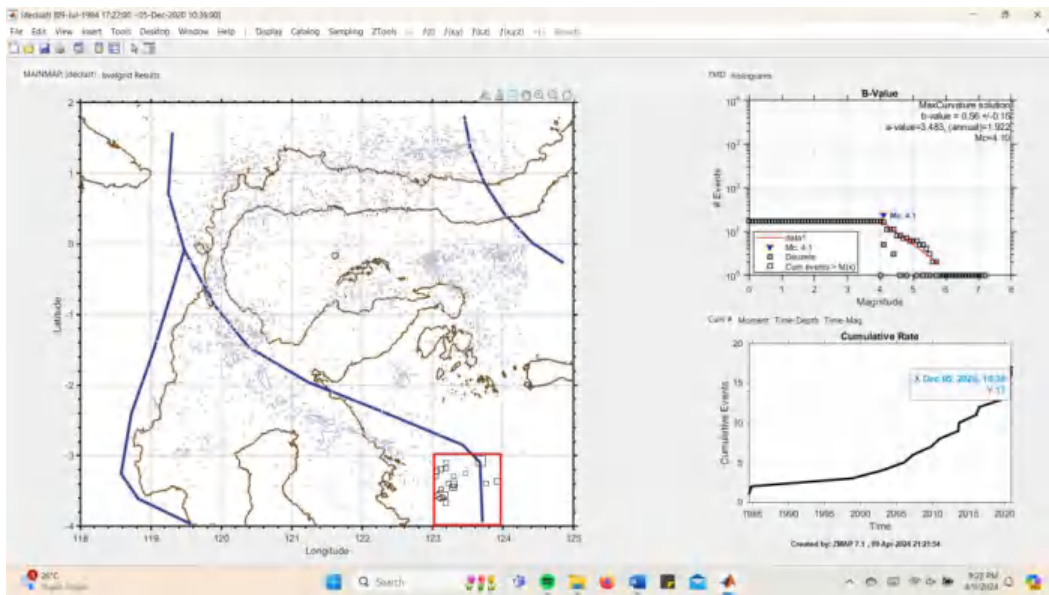 (declust) [09-Jul-1984 17:22:00 -05-Dec-2020 10:36:00]
File Edit View Insert Tools Desktop Window Help Display Catalog Sampling ZTools
MAINMAP: (declust) : bvalgrid Results
2
1
0
-1
-2
-3
-4
Latitude
118 119 120 121 122 123 124 125
Longitude
FMD Histograms
B-Value
MaxCurvature solution
b-value = 0.56 +/-0.15
a-value=3.483, (annual)=1.922
Mc=4.10
# Events
Mc: 4.1
data1
Mc: 4.1
Discrete
Cum events > M(x)
0 1 2 3 4 5 6 7 8
Magnitude
Cum # Moment Time-Depth Time-Mag
Cumulative Rate
20
15
10
5
0
Cumulative Events
X Dec 05, 2020, 10:36
Y 17
1985 1990 1995 2000 2005 2010 2015 2020
Time
Created by: ZMAP 7.1 , 09-Apr-2024 21:21:54
26°C
Search
9:22 PM
4/9/2024